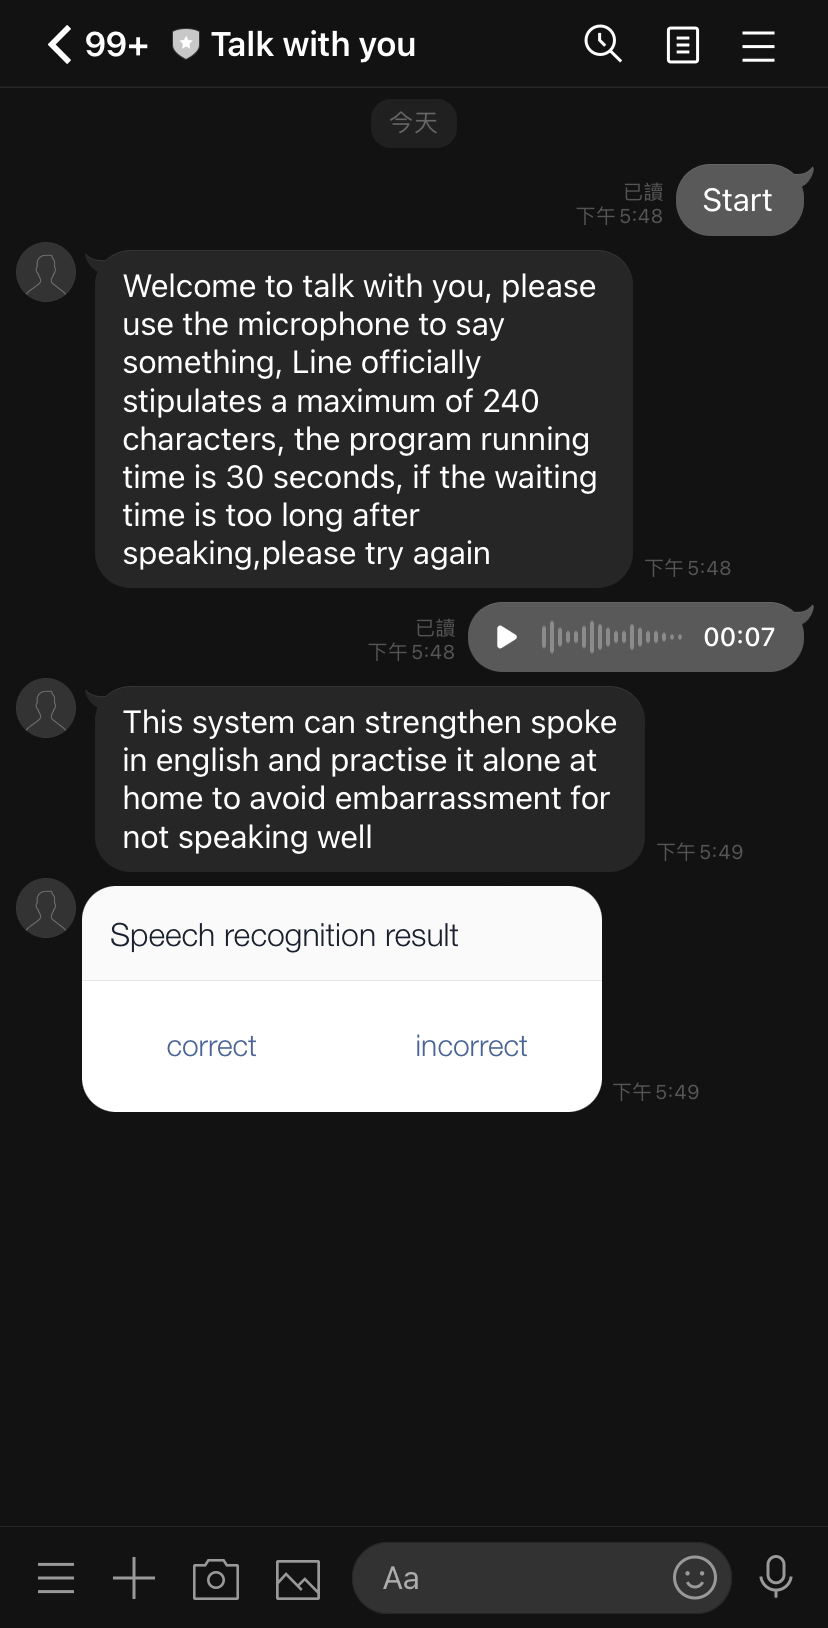 99+ Talk with you
今天
已讀
下午 5:48
Start
Welcome to talk with you, please
use the microphone to say
something, Line officially
stipulates a maximum of 240
characters, the program running
time is 30 seconds, if the waiting
time is too long after
speaking,please try again
下午 5:48
已讀
下午 5:48
00:07
This system can strengthen spoke
in english and practise it alone at
home to avoid embarrassment for
not speaking well
下午 5:49
Speech recognition result
correct incorrect
下午 5:49
Aa